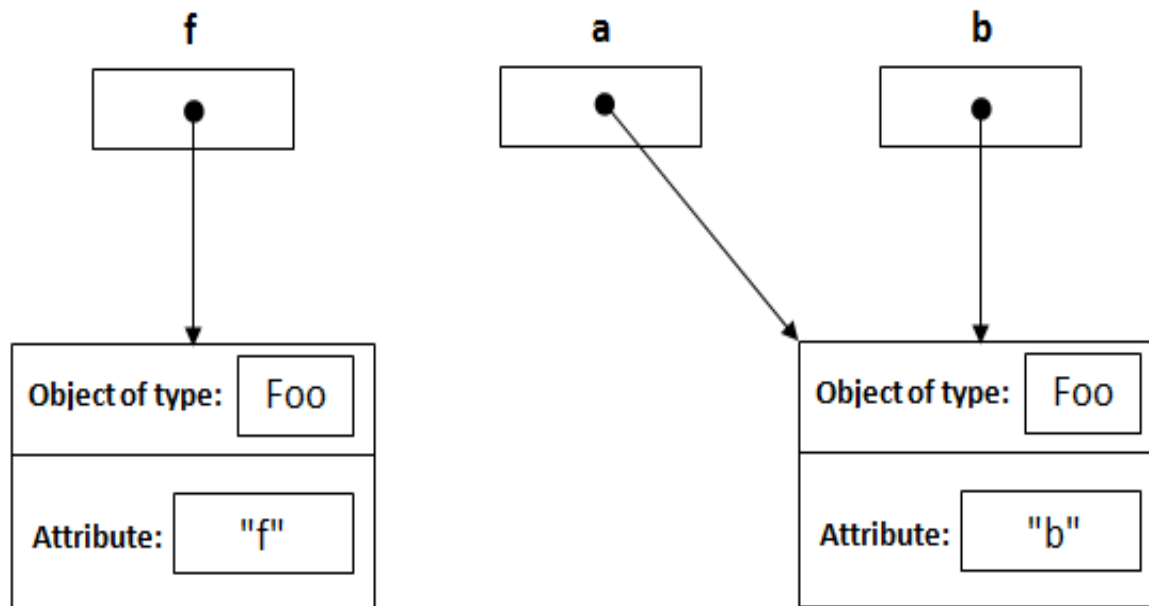 f a b
Object of type: Foo Object of type: Foo
Attribute: "f" Attribute: "b"